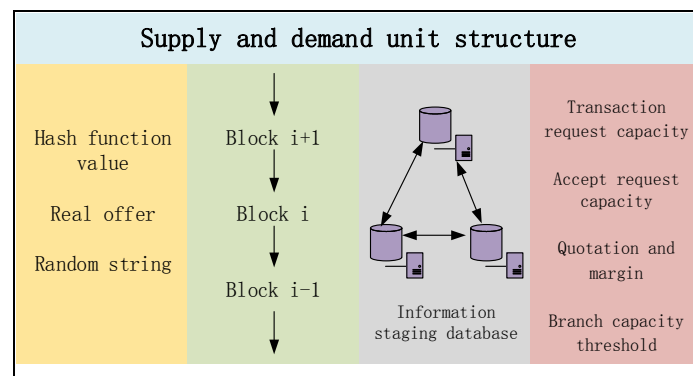 Supply and demand unit structure
Hash function
value
Real offer
Random string
Block i+1
Block i
Block i-1
Information
staging database
Transaction
request capacity
Accept request
capacity
Quotation and
margin
Branch capacity
threshold